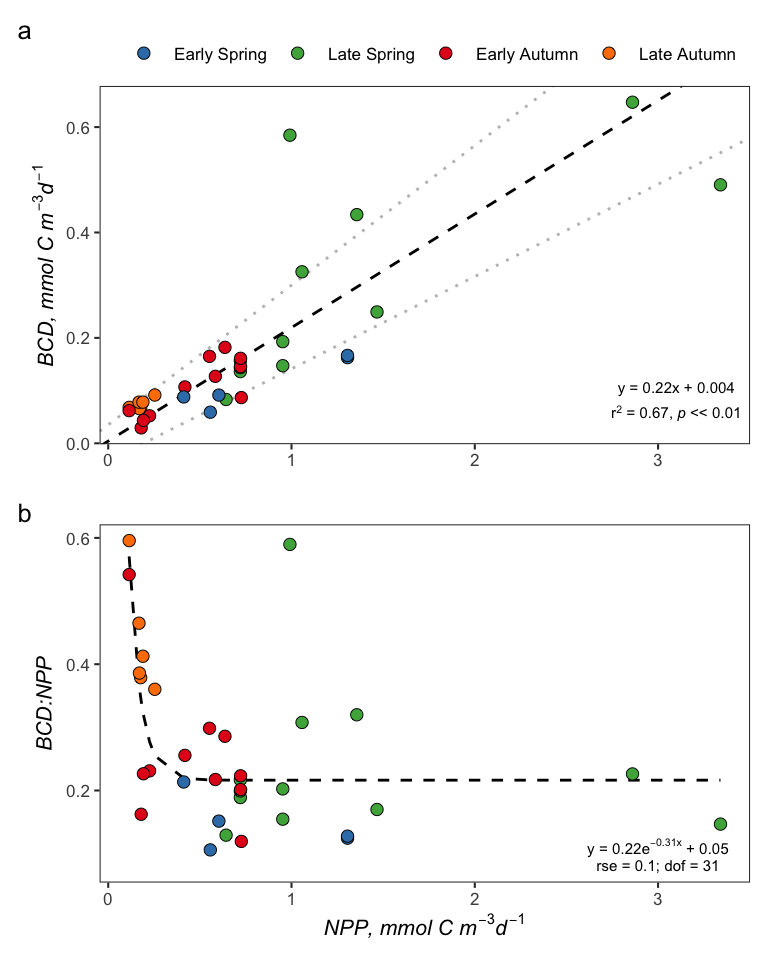 a
Early Spring Late Spring Early Autumn Late Autumn
BCD, mmol C m⁻³d⁻¹
0.6
0.4
0.2
0.0
y = 0.22x + 0.004
r² = 0.67, p << 0.01
0 1 2 3
b
BCD:NPP
0.6
0.4
0.2
y = 0.22e⁻⁰·³¹ˣ + 0.05
rse = 0.1; dof = 31
0 1 2 3
NPP, mmol C m⁻³d⁻¹